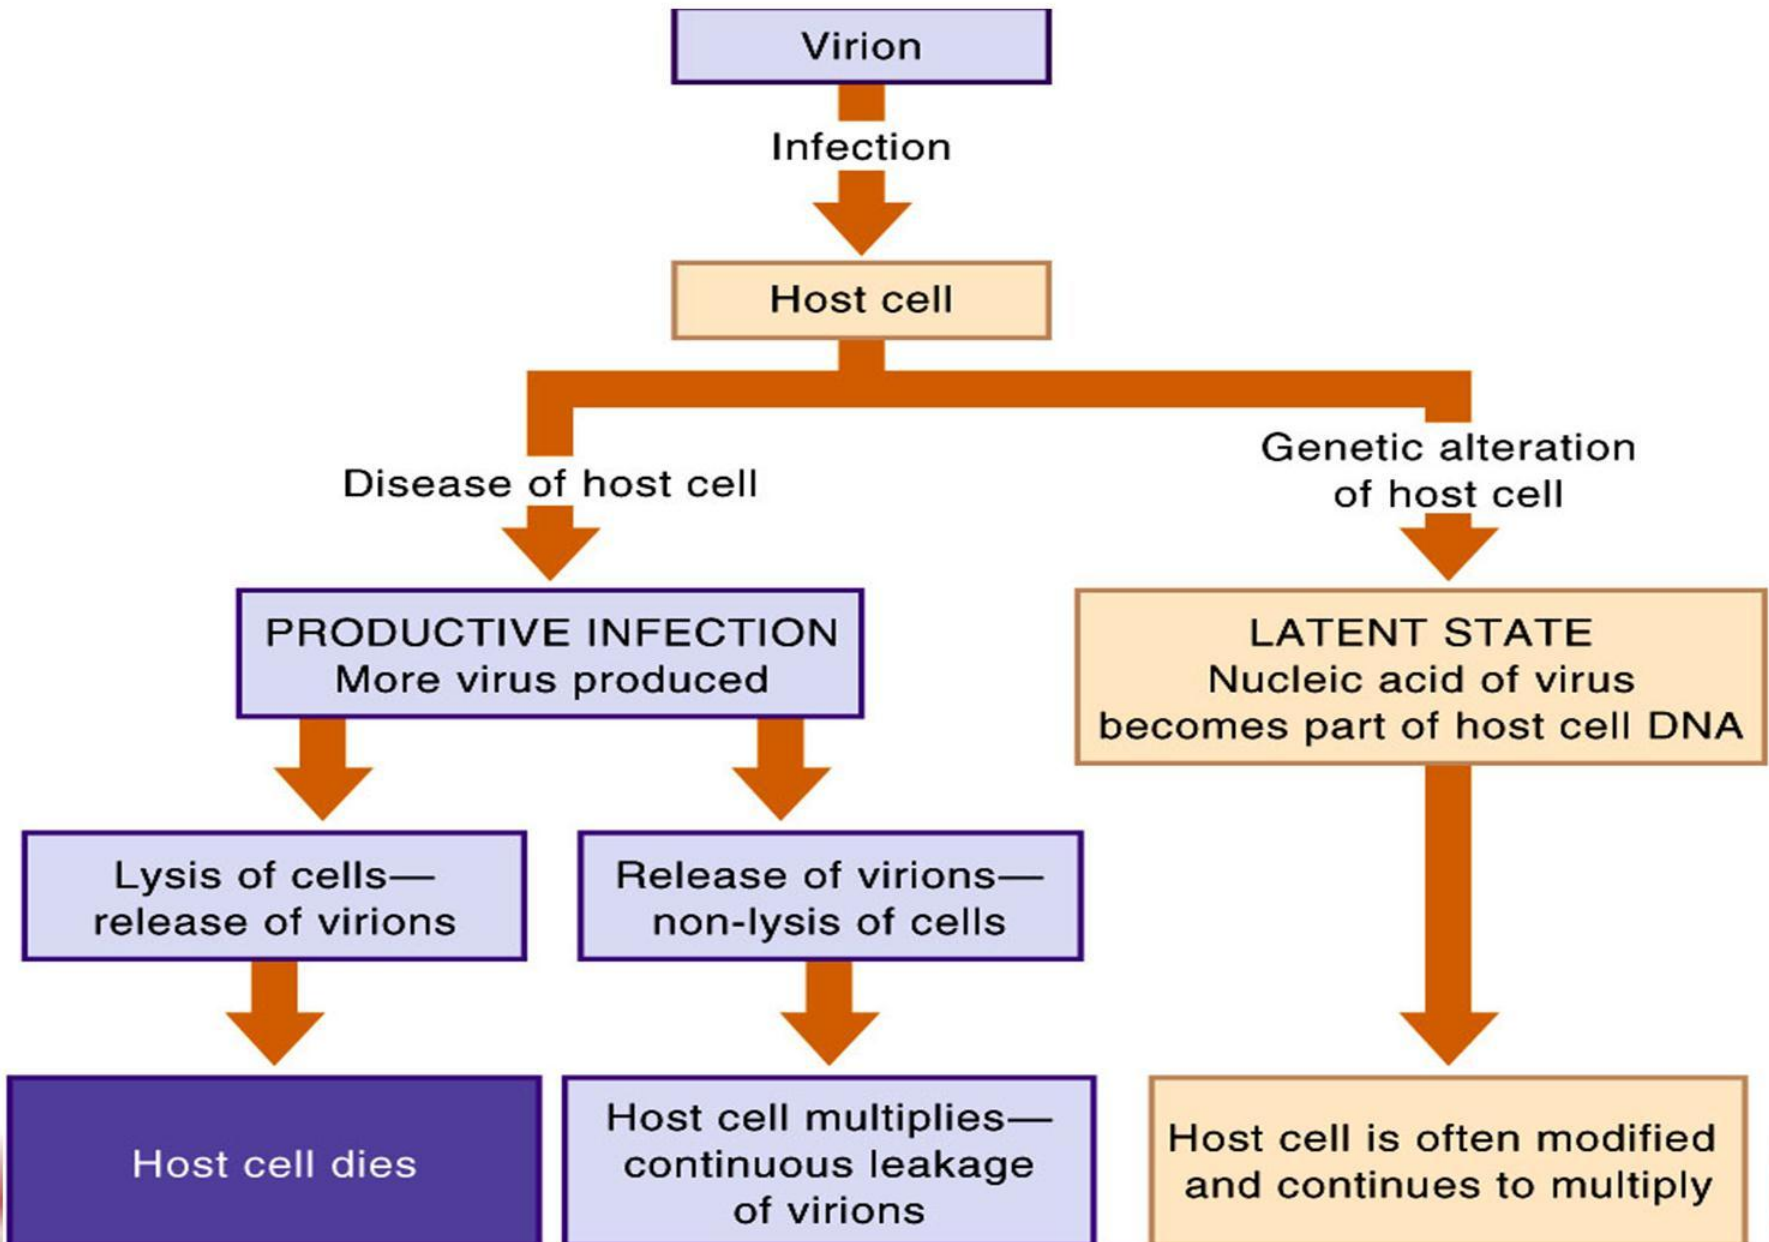 Virion
Infection
Host cell
Disease of host cell
Genetic alteration
of host cell
PRODUCTIVE INFECTION
More virus produced
LATENT STATE
Nucleic acid of virus
becomes part of host cell DNA
Lysis of cells—
release of virions
Release of virions—
non-lysis of cells
Host cell dies
Host cell multiplies—
continuous leakage
of virions
Host cell is often modified
and continues to multiply